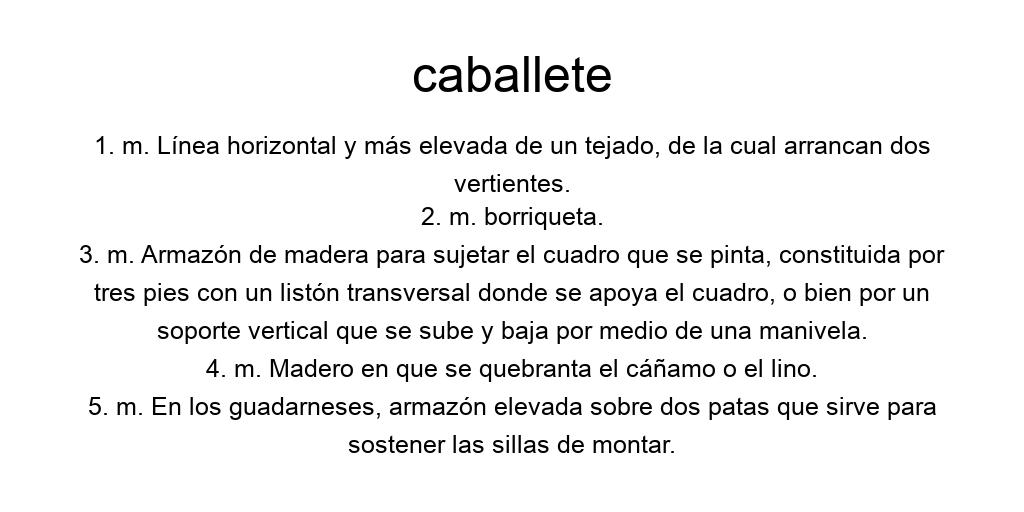 caballete
1. m. Línea horizontal y más elevada de un tejado, de la cual arrancan dos
vertientes.
2. m. borriqueta.
3. m. Armazón de madera para sujetar el cuadro que se pinta, constituida por
tres pies con un listón transversal donde se apoya el cuadro, o bien por un
soporte vertical que se sube y baja por medio de una manivela.
4. m. Madero en que se quebranta el cáñamo o el lino.
5. m. En los guadarneses, armazón elevada sobre dos patas que sirve para
sostener las sillas de montar.